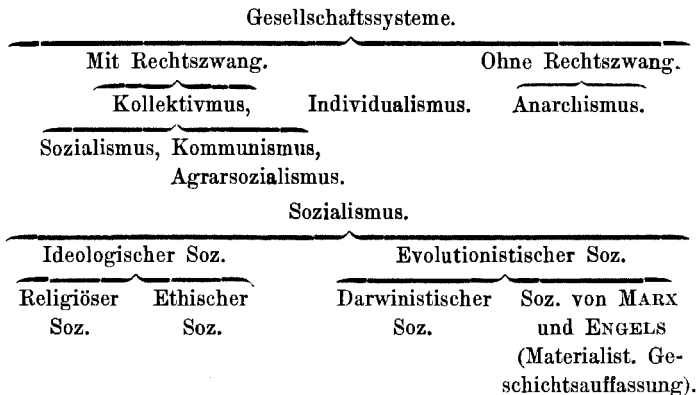 Gesellschaftssysteme.
Mit Rechtszwang. Ohne Rechtszwang.
Kollektivmus, Individualismus. Anarchismus.
Sozialismus, Kommunismus,
Agrarsozialismus.
Sozialismus.
Ideologischer Soz. Evolutionistischer Soz.
Religiöser Ethischer Darwinistischer Soz. von MARX
Soz. Soz. Soz. und ENGELS
(Materialist. Ge-
schichtsauffassung).